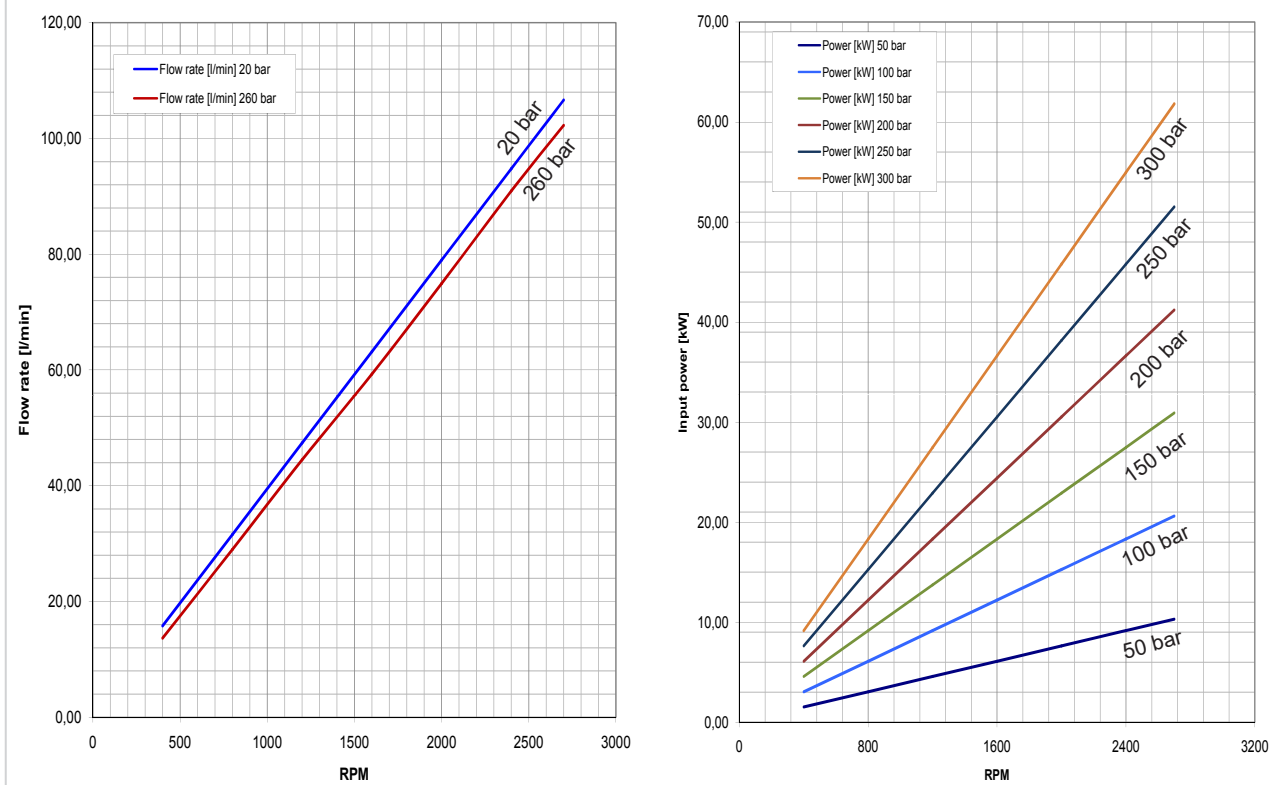 120,00
100,00
80,00
60,00
40,00
20,00
0,00
Flow rate [l/min]
Flow rate [l/min] 20 bar
Flow rate [l/min] 260 bar
20 bar
260 bar
0 500 1000 1500 2000 2500 3000
RPM
70,00
60,00
50,00
40,00
30,00
20,00
10,00
0,00
Input power [kW]
Power [kW] 50 bar
Power [kW] 100 bar
Power [kW] 150 bar
Power [kW] 200 bar
Power [kW] 250 bar
Power [kW] 300 bar
300 bar
250 bar
200 bar
150 bar
100 bar
50 bar
0 800 1600 2400 3200
RPM